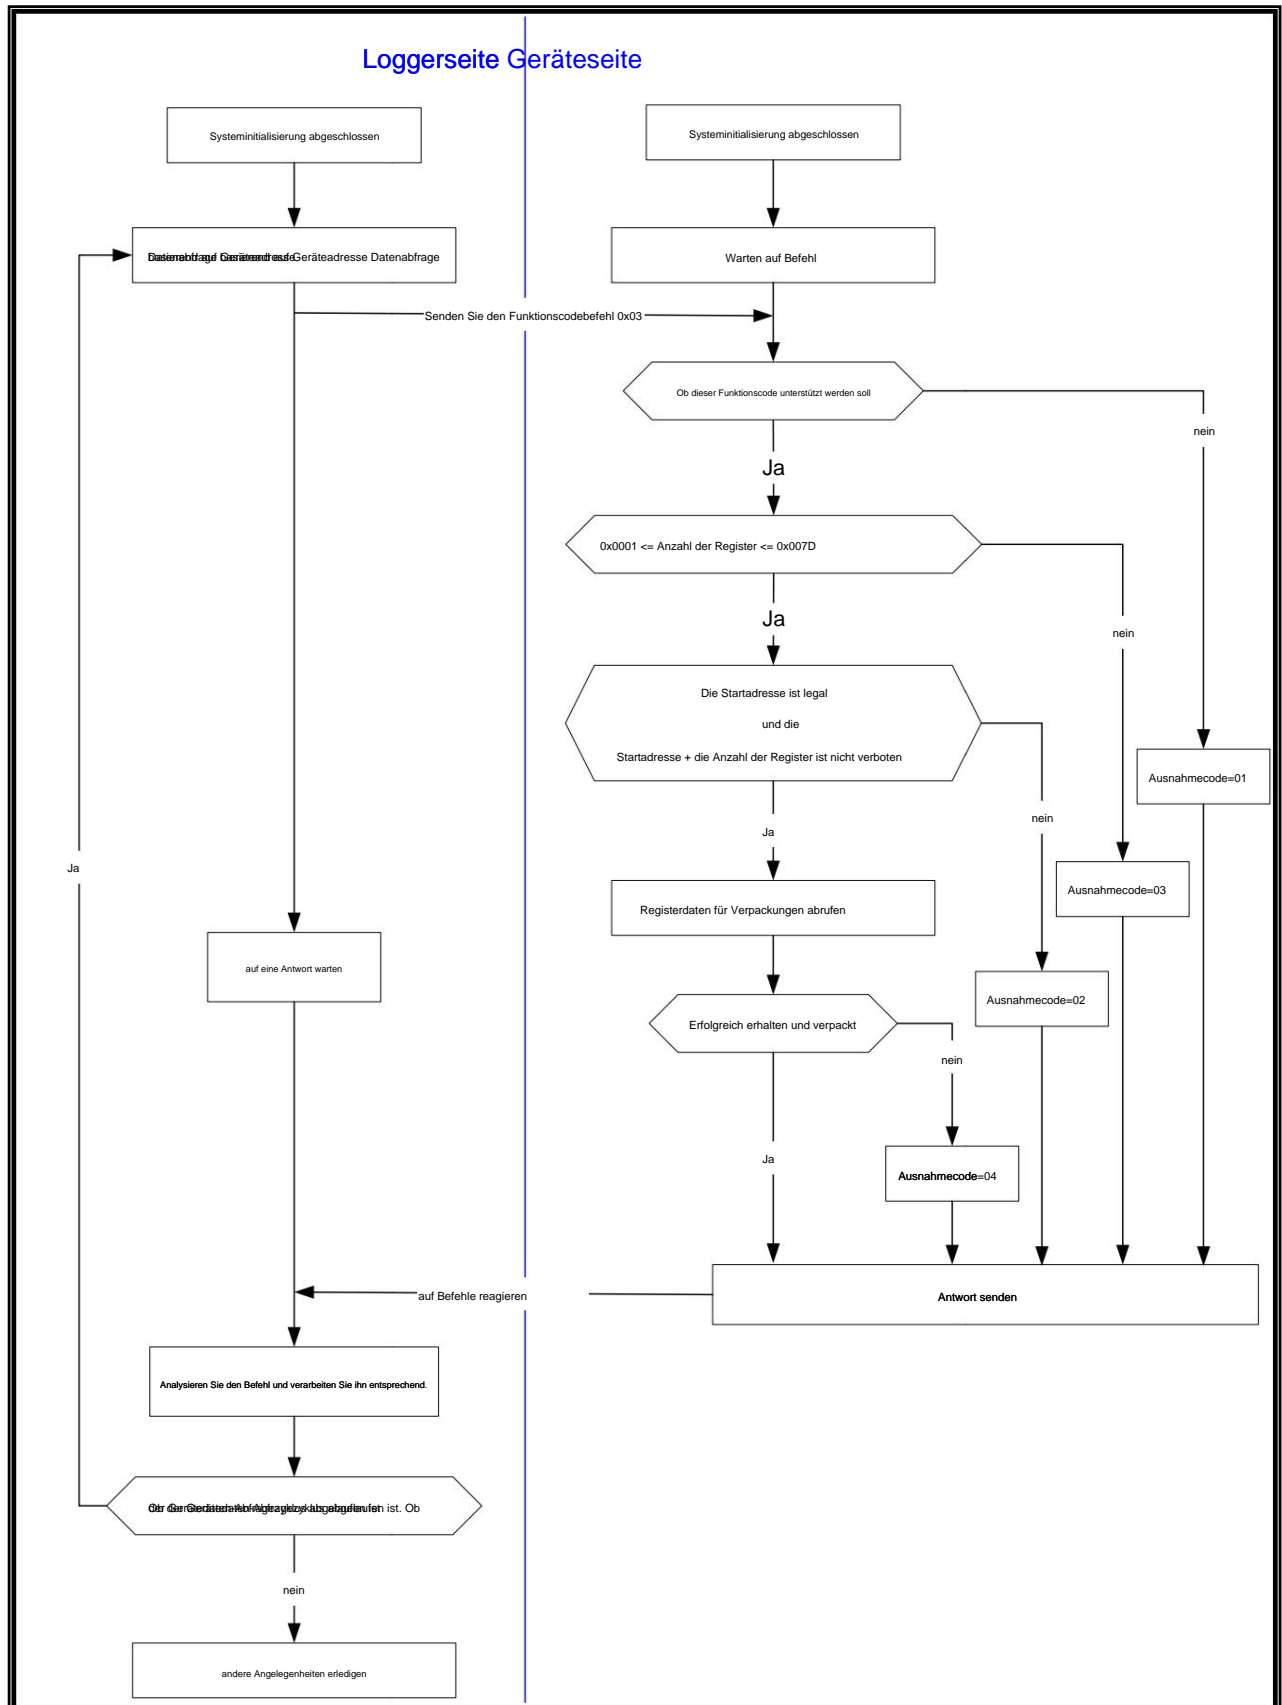 Loggerseite Geräteseite
Systeminitialisierung abgeschlossen
Systeminitialisierung abgeschlossen
Geräteadresse Datenabfrage
Warten auf Befehl
Senden Sie den Funktionscodebefehl 0x03
Ob dieser Funktionscode unterstützt werden soll
nein
Ja
0x0001 <= Anzahl der Register <= 0x007D
Ja
nein
Die Startadresse ist legal
und die
Startadresse + die Anzahl der Register ist nicht verboten
Ausnahmecode=01
nein
Ja
Ja
Ausnahmecode=03
Registerdaten für Verpackungen abrufen
auf eine Antwort warten
Ausnahmecode=02
Erfolgreich erhalten und verpackt
nein
Ja
Ausnahmecode=04
auf Befehle reagieren
Antwort senden
Analysieren Sie den Befehl und verarbeiten Sie ihn entsprechend.
ist. Ob
nein
andere Angelegenheiten erledigen